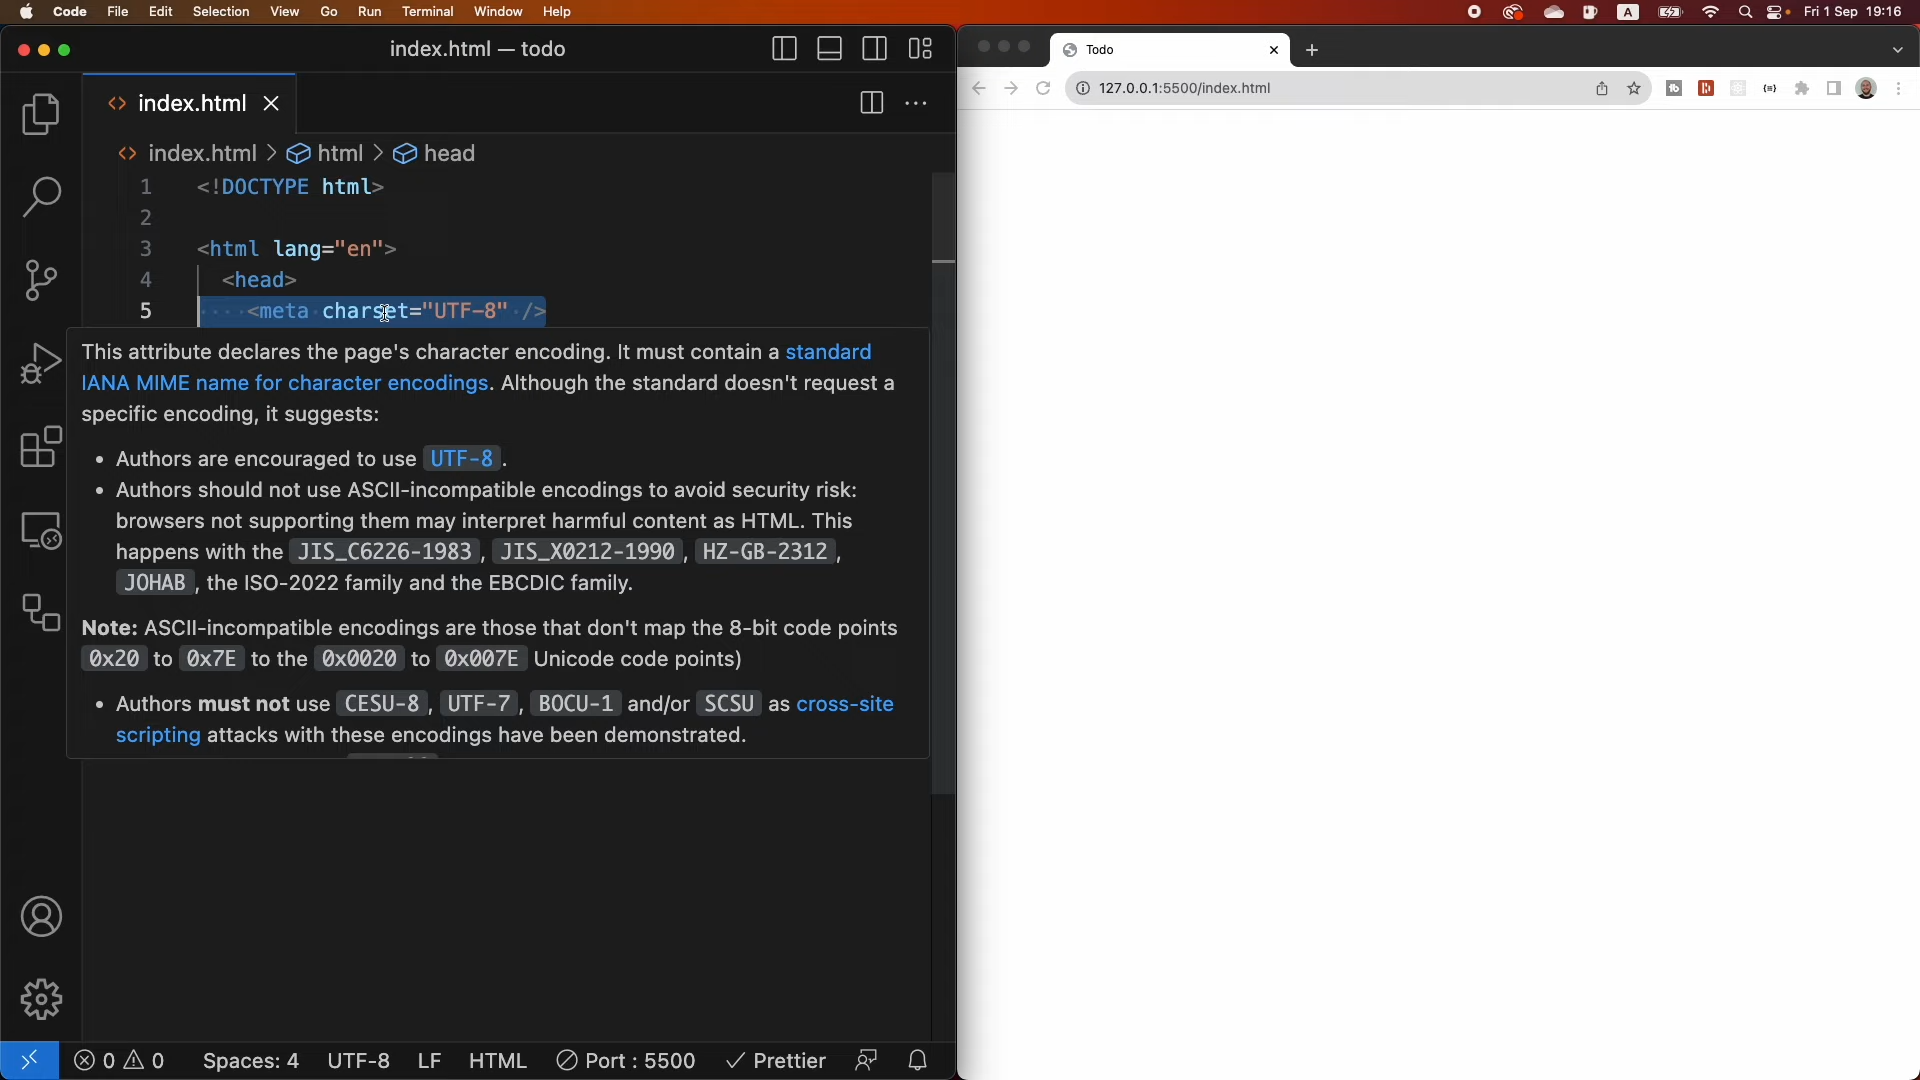 Code File Edit Selection View Go Run Terminal Window Help
A Fri 1 Sep 19:16
index.html — todo
Todo
127.0.0.1:5500/index.html
index.html
index.html > html > head
1 <!DOCTYPE html>
2
3 <html lang="en">
4 <head>
5 ····<meta·charset="UTF-8"·/>
This attribute declares the page's character encoding. It must contain a standard
IANA MIME name for character encodings. Although the standard doesn't request a
specific encoding, it suggests:
• Authors are encouraged to use UTF-8.
• Authors should not use ASCII-incompatible encodings to avoid security risk:
browsers not supporting them may interpret harmful content as HTML. This
happens with the JIS_C6226-1983, JIS_X0212-1990, HZ-GB-2312,
JOHAB, the ISO-2022 family and the EBCDIC family.
Note: ASCII-incompatible encodings are those that don't map the 8-bit code points
0x20 to 0x7E to the 0x0020 to 0x007E Unicode code points)
• Authors must not use CESU-8, UTF-7, BOCU-1 and/or SCSU as cross-site
scripting attacks with these encodings have been demonstrated.
0 0 Spaces: 4 UTF-8 LF HTML Port : 5500 Prettier